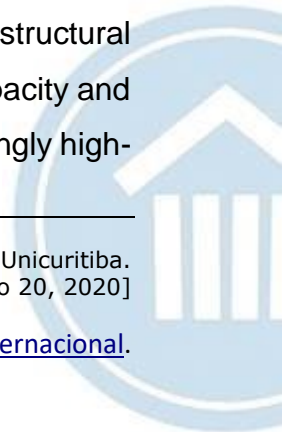 structural
pacity and
ngly high-
Unicuritiba.
o 20, 2020]
ernacional.